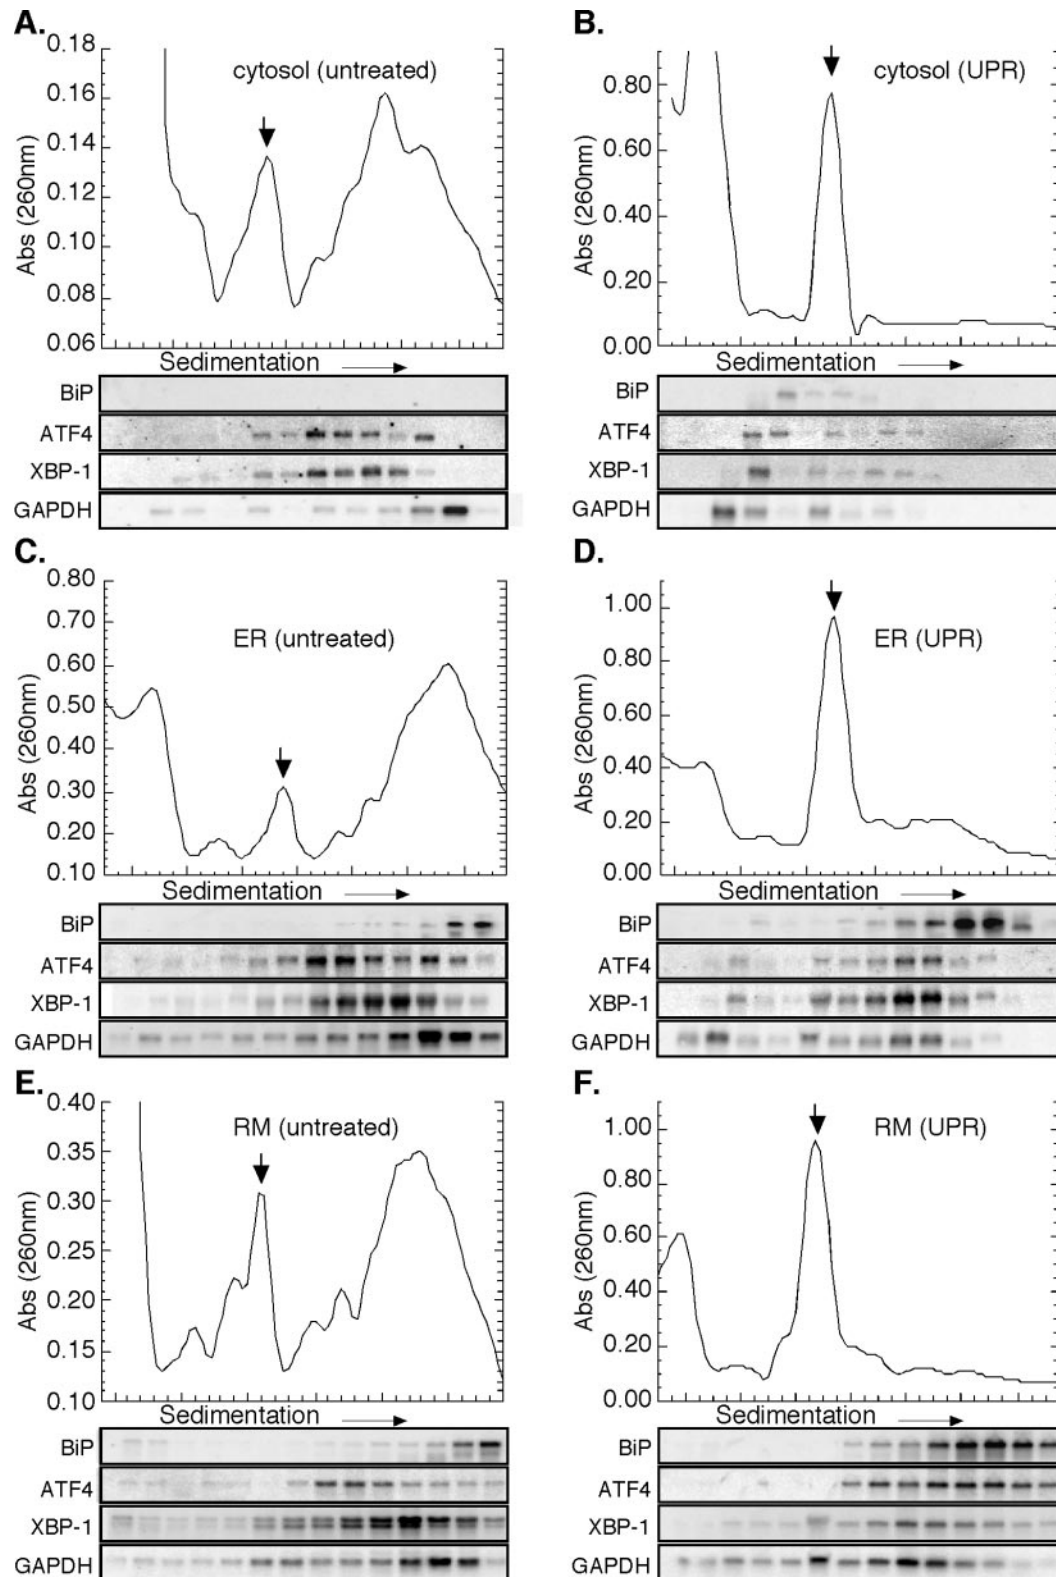 A.
0.18
0.16
0.14
0.12
0.10
0.08
0.06
Abs (260nm)
cytosol (untreated)
Sedimentation
BiP
ATF4
XBP-1
GAPDH
B.
0.80
0.60
0.40
0.20
0.00
Abs (260nm)
cytosol (UPR)
Sedimentation
BiP
ATF4
XBP-1
GAPDH
C.
0.80
0.70
0.60
0.50
0.40
0.30
0.20
0.10
Abs (260nm)
ER (untreated)
Sedimentation
BiP
ATF4
XBP-1
GAPDH
D.
1.00
0.80
0.60
0.40
0.20
0.00
Abs (260nm)
ER (UPR)
Sedimentation
BiP
ATF4
XBP-1
GAPDH
E.
0.40
0.35
0.30
0.25
0.20
0.15
0.10
Abs (260nm)
RM (untreated)
Sedimentation
BiP
ATF4
XBP-1
GAPDH
F.
1.00
0.80
0.60
0.40
0.20
0.00
Abs (260nm)
RM (UPR)
Sedimentation
BiP
ATF4
XBP-1
GAPDH